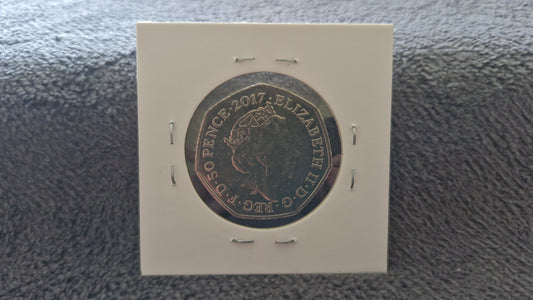 ELIZABETH II · D · G · REG · F · D · 50 PENCE · 2017 ·